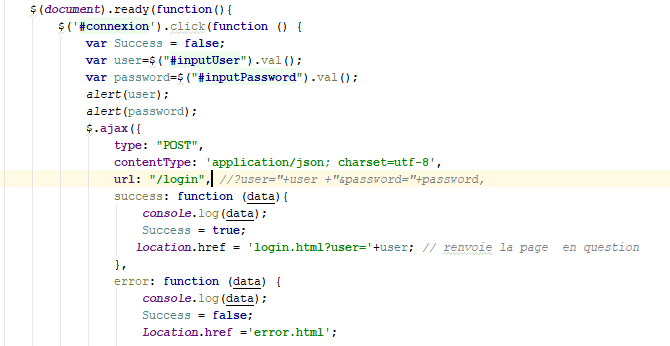 $(document).ready(function(){
$('#connexion').click(function () {
var Success = false;
var user=$("#inputUser").val();
var password=$("#inputPassword").val();
alert(user);
alert(password);
$.ajax({
type: "POST",
contentType: 'application/json; charset=utf-8',
url: "/login", //?user="+user +"&password="+password,
success: function (data){
console.log(data);
Success = true;
Location.href = 'login.html?user='+user; // renvoie la page en question
},
error: function (data) {
console.log(data);
Success = false;
Location.href ='error.html';